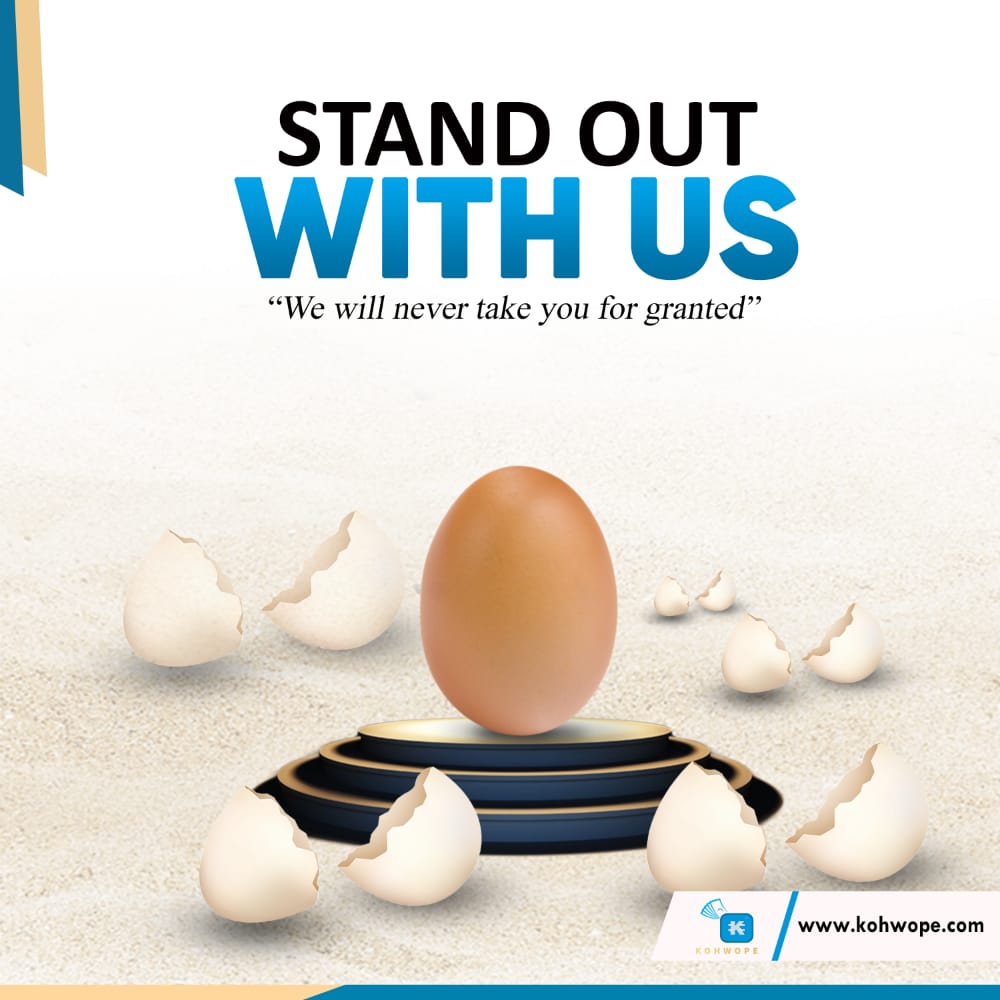 STAND OUT
WITH US
“We will never take you for granted”
KOHWOPE
www.kohwope.com